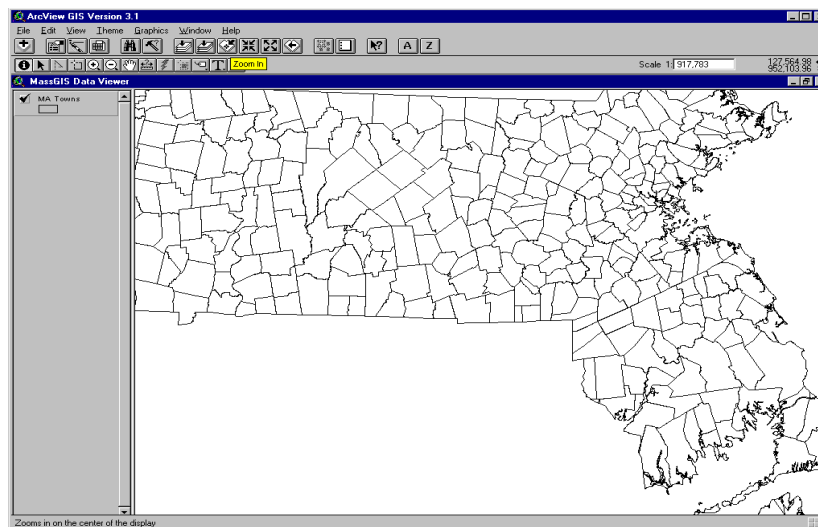 ArcView GIS Version 3.1
File Edit View Theme Graphics Window Help
A Z
T Zoom In Scale 1: 917,783 127,564.98
952,103.96
MassGIS Data Viewer
MA Towns
Zooms in on the center of the display